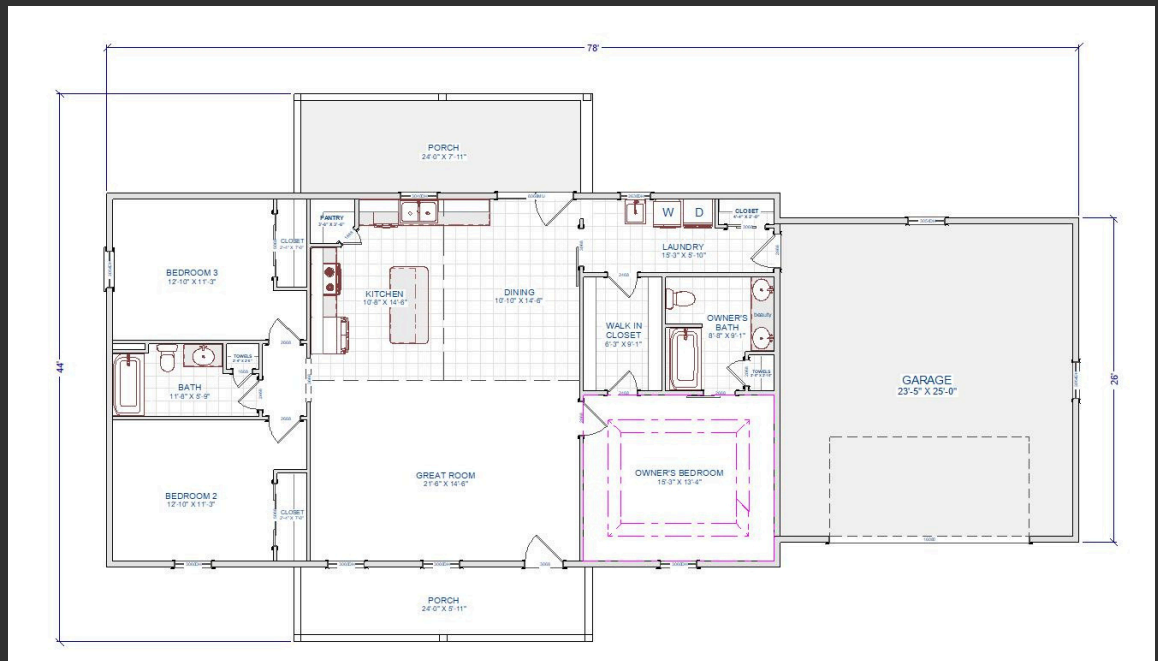 78'
PORCH
24'-0" X 7'-11"
44'
26'
PANTRY
CLOSET
W
D
CLOSET
LAUNDRY
15'-3" X 5'-10"
BEDROOM 3
12'-10" X 11'-3"
KITCHEN
10'-8" X 14'-6"
DINING
10'-10" X 14'-6"
WALK IN
CLOSET
6'-3" X 9'-1"
OWNER'S
BATH
8'-8" X 9'-1"
beauty
TOWELS
TOWELS
BATH
11'-8" X 5'-9"
GARAGE
23'-5" X 25'-0"
GREAT ROOM
21'-6" X 14'-6"
OWNER'S BEDROOM
15'-3" X 13'-4"
BEDROOM 2
12'-10" X 11'-3"
CLOSET
PORCH
24'-0" X 5'-11"